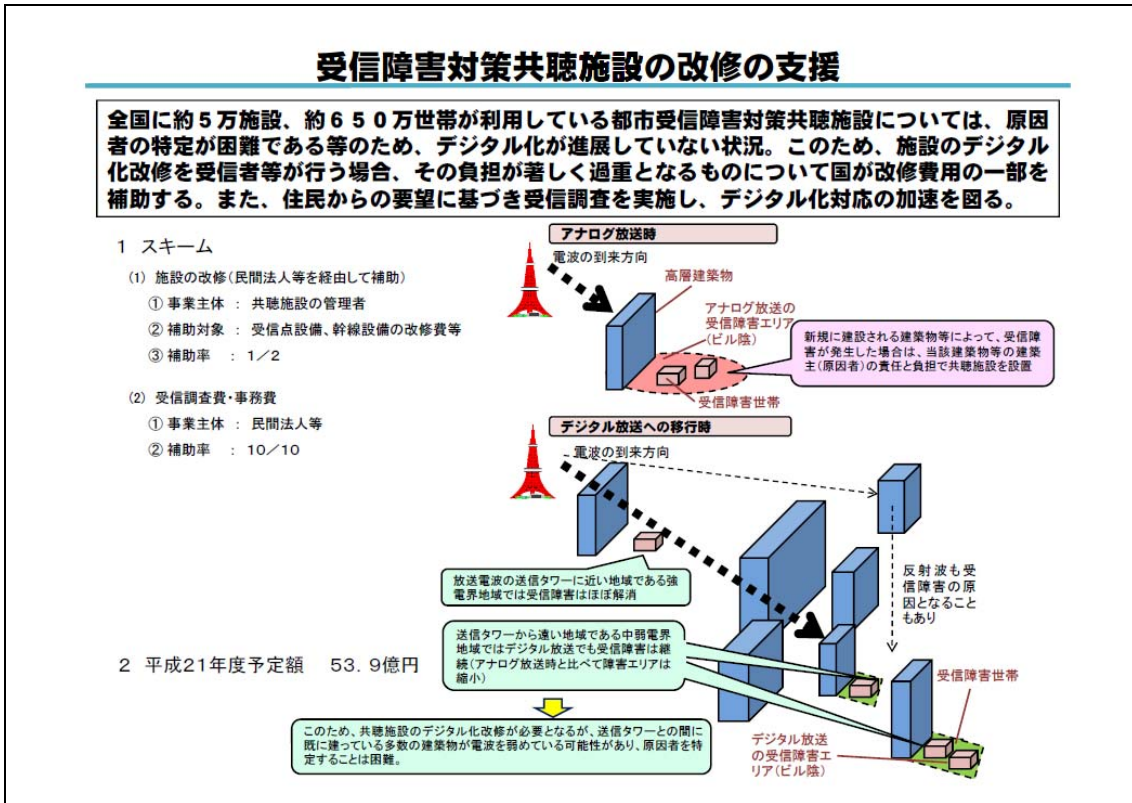 受信障害対策共聴施設の改修の支援
全国に約５万施設、約６５０万世帯が利用している都市受信障害対策共聴施設については、原因
者の特定が困難である等のため、デジタル化が進展していない状況。このため、施設のデジタル
化改修を受信者等が行う場合、その負担が著しく過重となるものについて国が改修費用の一部を
補助する。また、住民からの要望に基づき受信調査を実施し、デジタル化対応の加速を図る。
１ スキーム
(1) 施設の改修(民間法人等を経由して補助)
① 事業主体 : 共聴施設の管理者
② 補助対象 : 受信点設備、幹線設備の改修費等
③ 補助率 : 1／2
(2) 受信調査費・事務費
① 事業主体 : 民間法人等
② 補助率 : 10／10
２ 平成21年度予定額 53．9億円
アナログ放送時
電波の到来方向
高層建築物
アナログ放送の
受信障害エリア
(ビル陰)
受信障害世帯
新規に建設される建築物等によって、受信障
害が発生した場合は、当該建築物等の建築
主(原因者)の責任と負担で共聴施設を設置
デジタル放送への移行時
電波の到来方向
放送電波の送信タワーに近い地域である強
電界地域では受信障害はほぼ解消
反射波も受
信障害の原
因となること
もあり
送信タワーから遠い地域である中弱電界
地域ではデジタル放送でも受信障害は継
続(アナログ放送時と比べて障害エリアは
縮小)
受信障害世帯
デジタル放送
の受信障害エ
リア(ビル陰)
このため、共聴施設のデジタル化改修が必要となるが、送信タワーとの間に
既に建っている多数の建築物が電波を弱めている可能性があり、原因者を特
定することは困難。